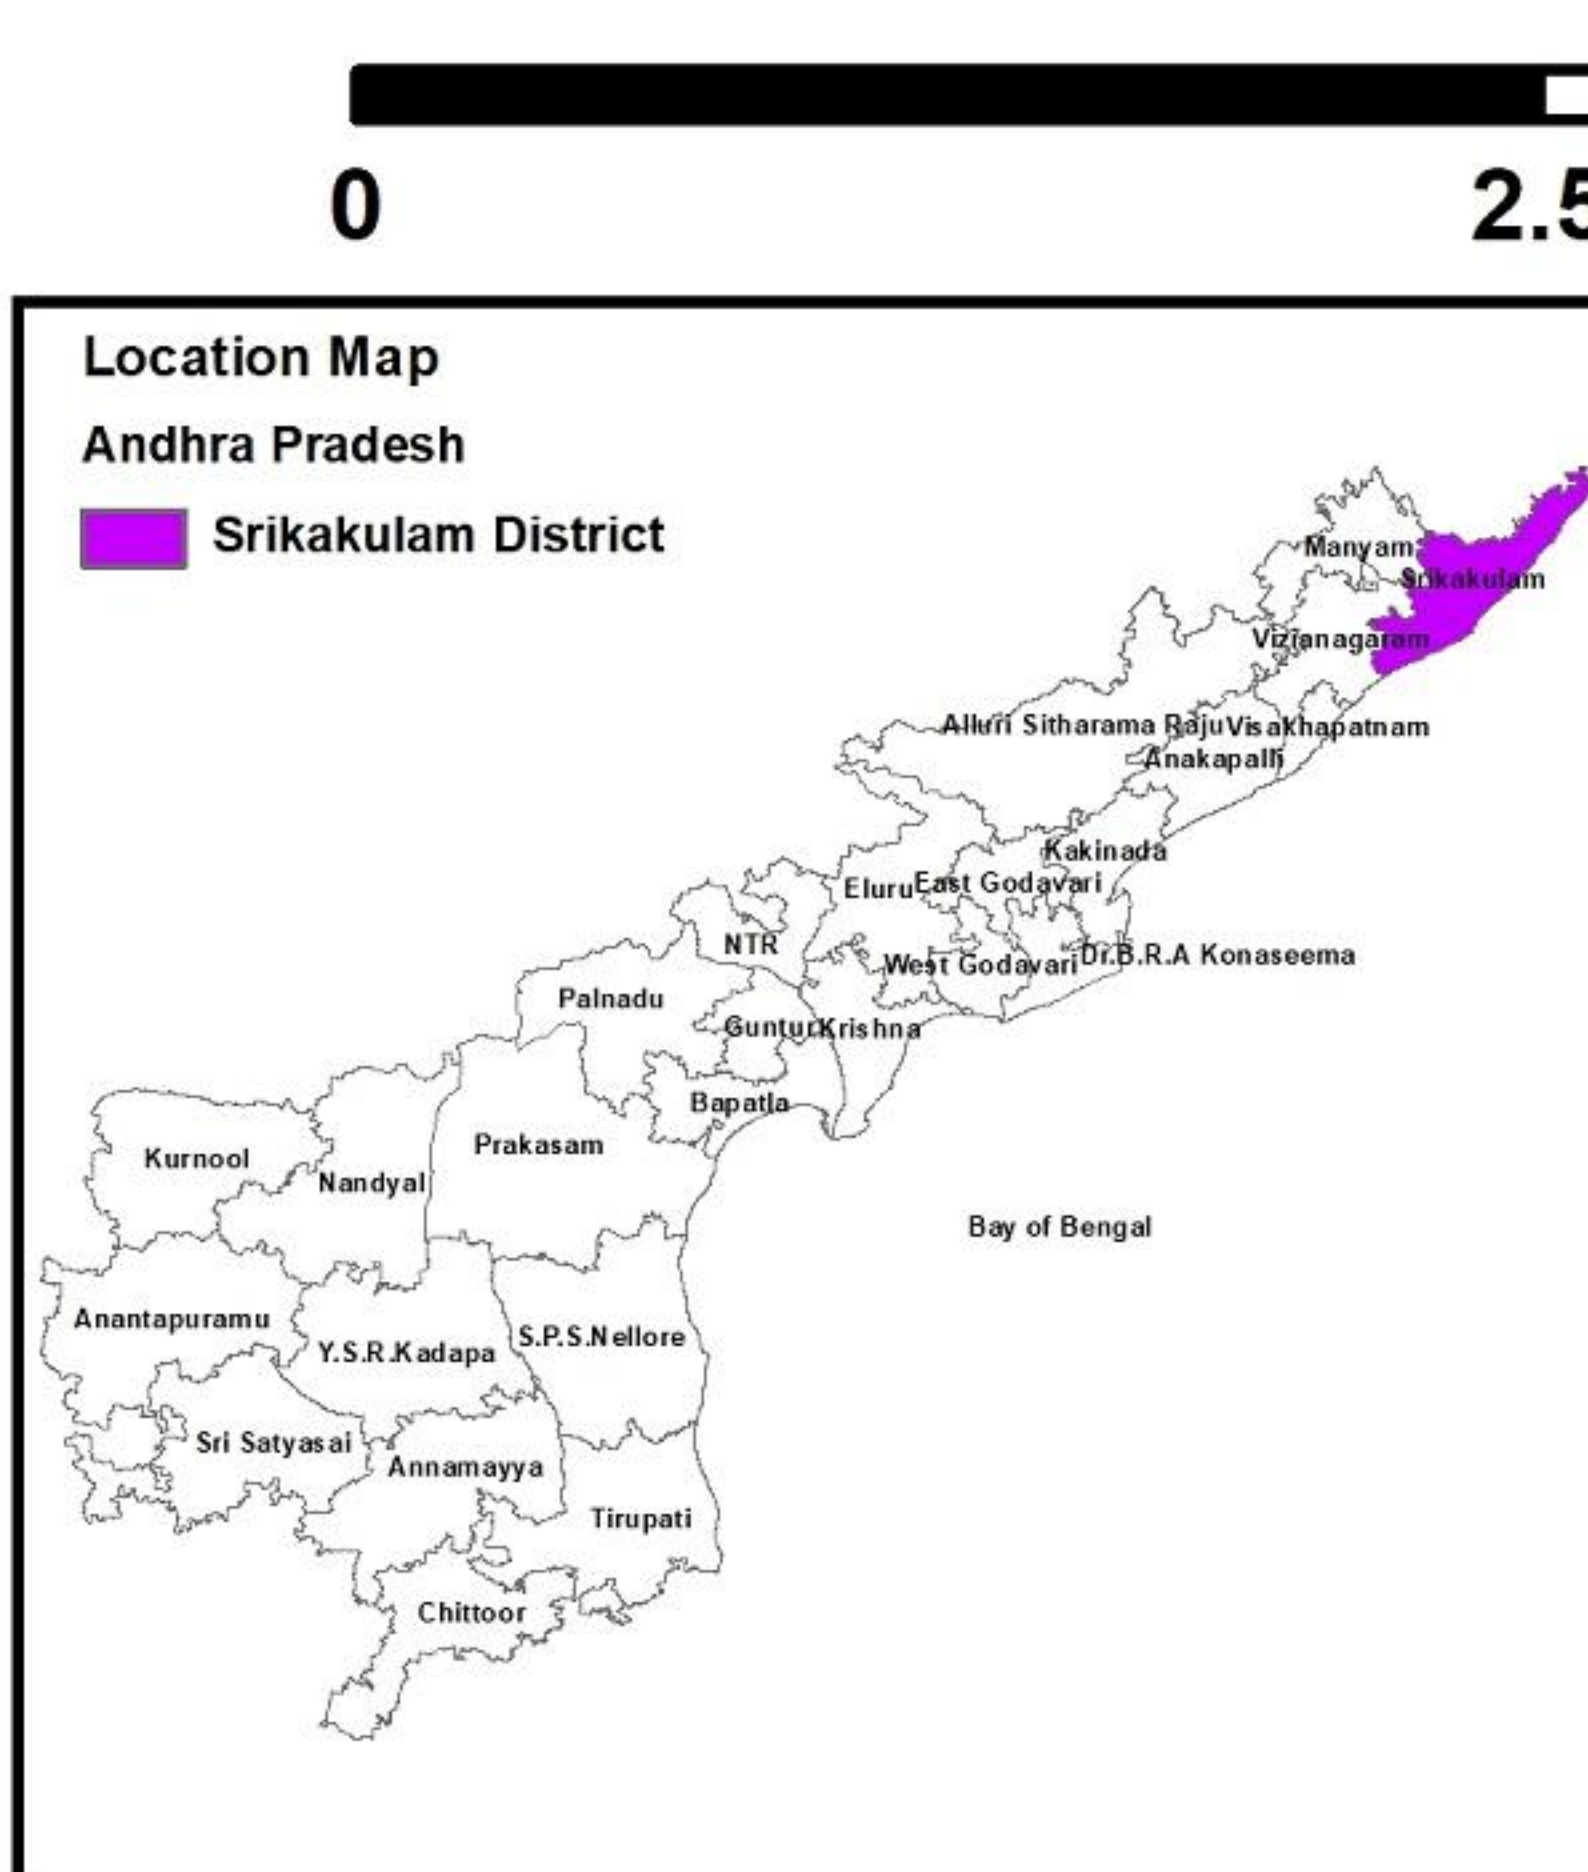 0 2.5
Location Map
Andhra Pradesh
Srikakulam District
Manyam
Srikakulam
Vizianagaram
Alluri Sitharama Raju
Visakhapatnam
Anakapalli
Kakinada
Eluru
East Godavari
NTR
West Godavari
Dr.B.R.A Konaseema
Palnadu
Guntur
Krishna
Bapatla
Prakasam
Kurnool
Nandyal
Bay of Bengal
Anantapuramu
S.P.S.Nellore
Y.S.R.Kadapa
Sri Satyasai
Annamayya
Tirupati
Chittoor